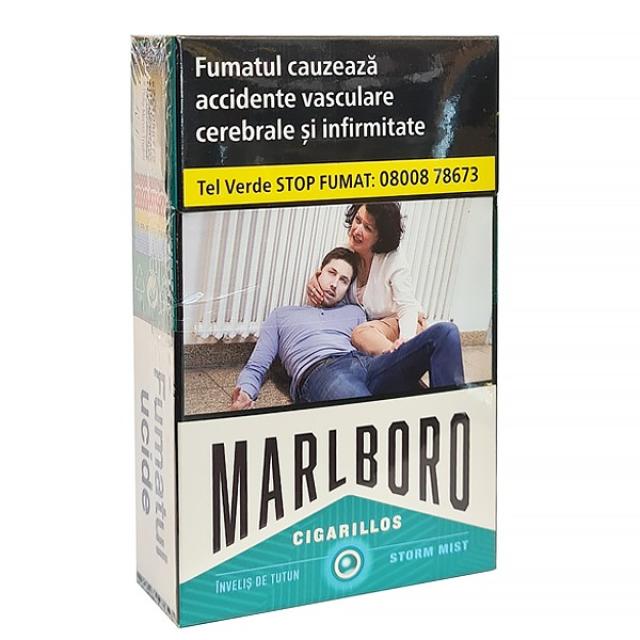 Fumatul cauzează
accidente vasculare
cerebrale și infirmitate
Tel Verde STOP FUMAT: 08008 78673
MARLBORO
CIGARILLOS
STORM MIST
ÎNVELIȘ DE TUTUN
Fumatul
ucide